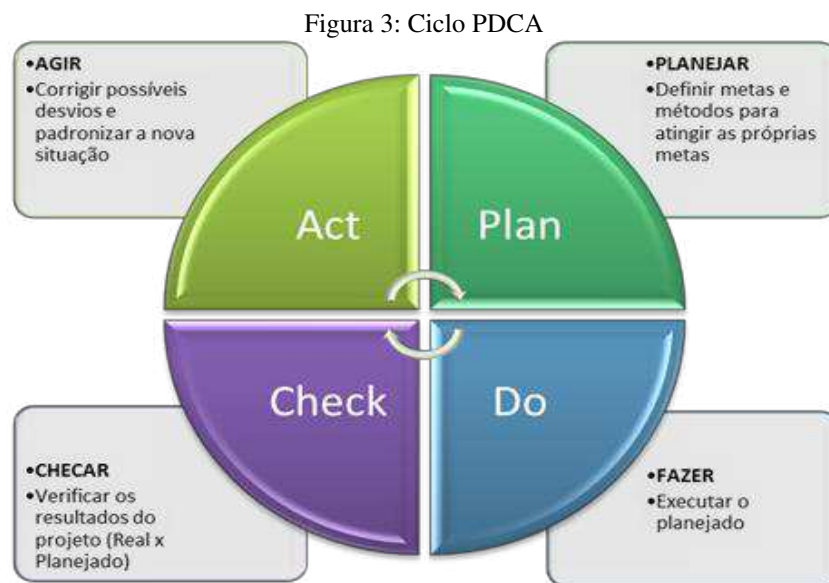 Figura 3: Ciclo PDCA
•AGIR
•Corrigir possíveis
desvios e
padronizar a nova
situação
•PLANEJAR
•Definir metas e
métodos para
atingir as próprias
metas
Act
Plan
Check
Do
•CHECAR
•Verificar os
resultados do
projeto (Real x
Planejado)
•FAZER
•Executar o
planejado